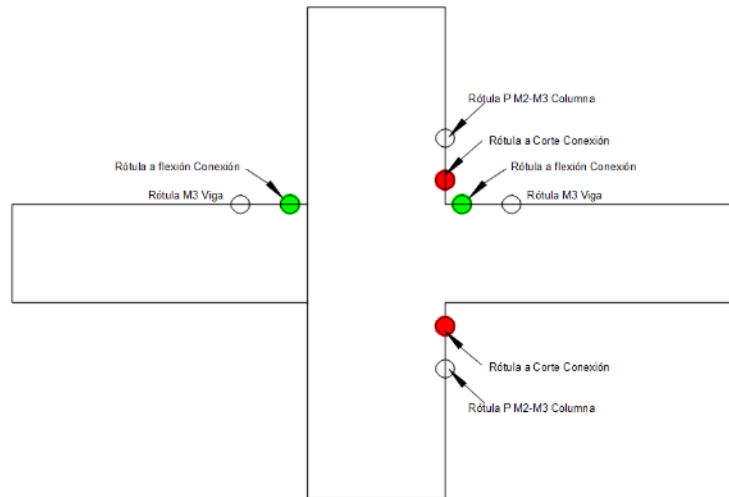 Rótula P M2-M3 Columna
Rótula a Corte Conexión
Rótula a flexión Conexión
Rótula a flexión Conexión
Rótula M3 Viga
Rótula M3 Viga
Rótula a Corte Conexión
Rótula P M2-M3 Columna